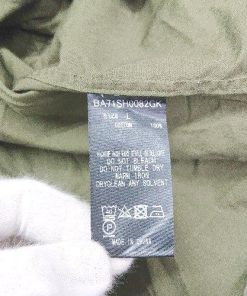 BA71SH0082GK
SIZE L
COTTON 100%
DO NOT BLEACH
DO NOT TUMBLE DRY
WARM IRON
DRYCLEAN ANY SOLVENT
MADE IN CHINA